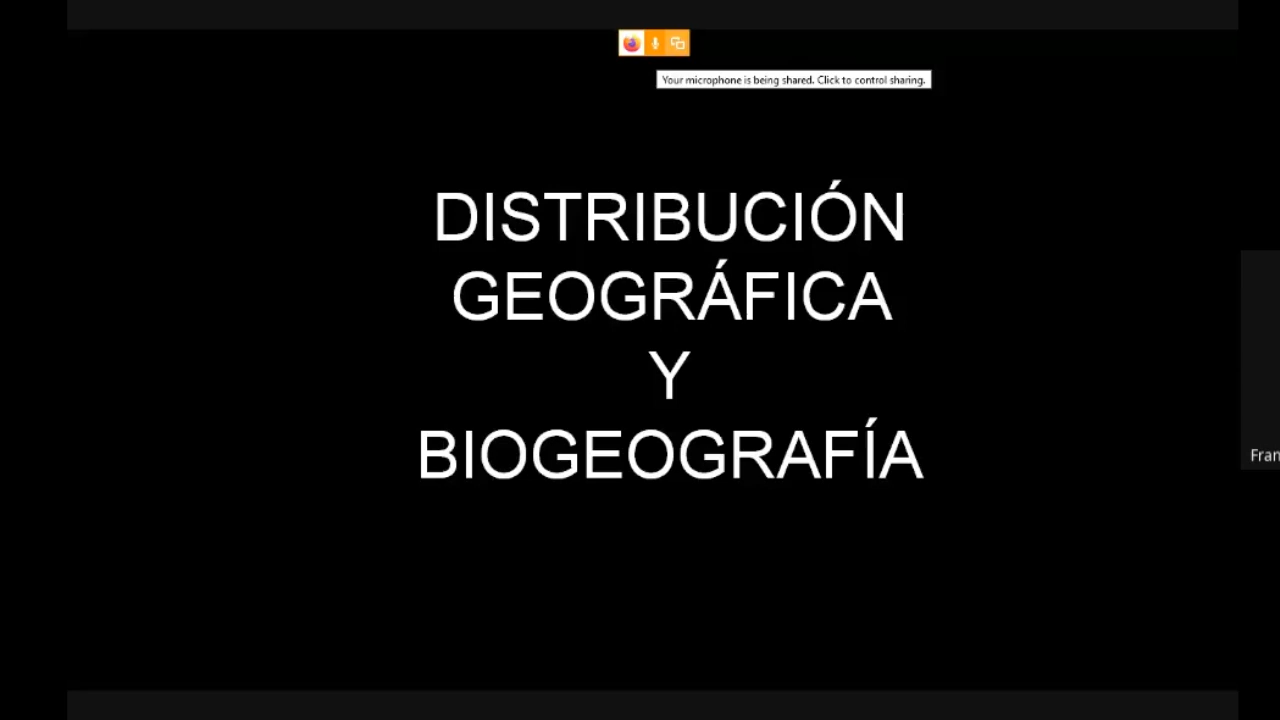 Your microphone is being shared. Click to control sharing.
DISTRIBUCIÓN
GEOGRÁFICA
Y
BIOGEOGRAFÍA
Fran